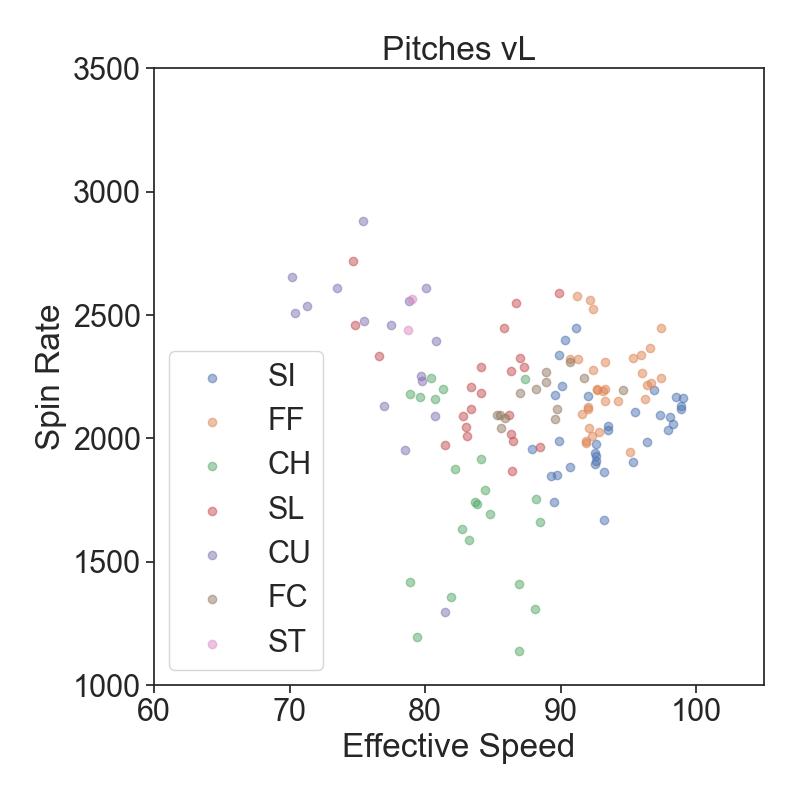 Pitches vL
3500
3000
2500
2000
1500
1000
Spin Rate
SI
FF
CH
SL
CU
FC
ST
60 70 80 90 100
Effective Speed